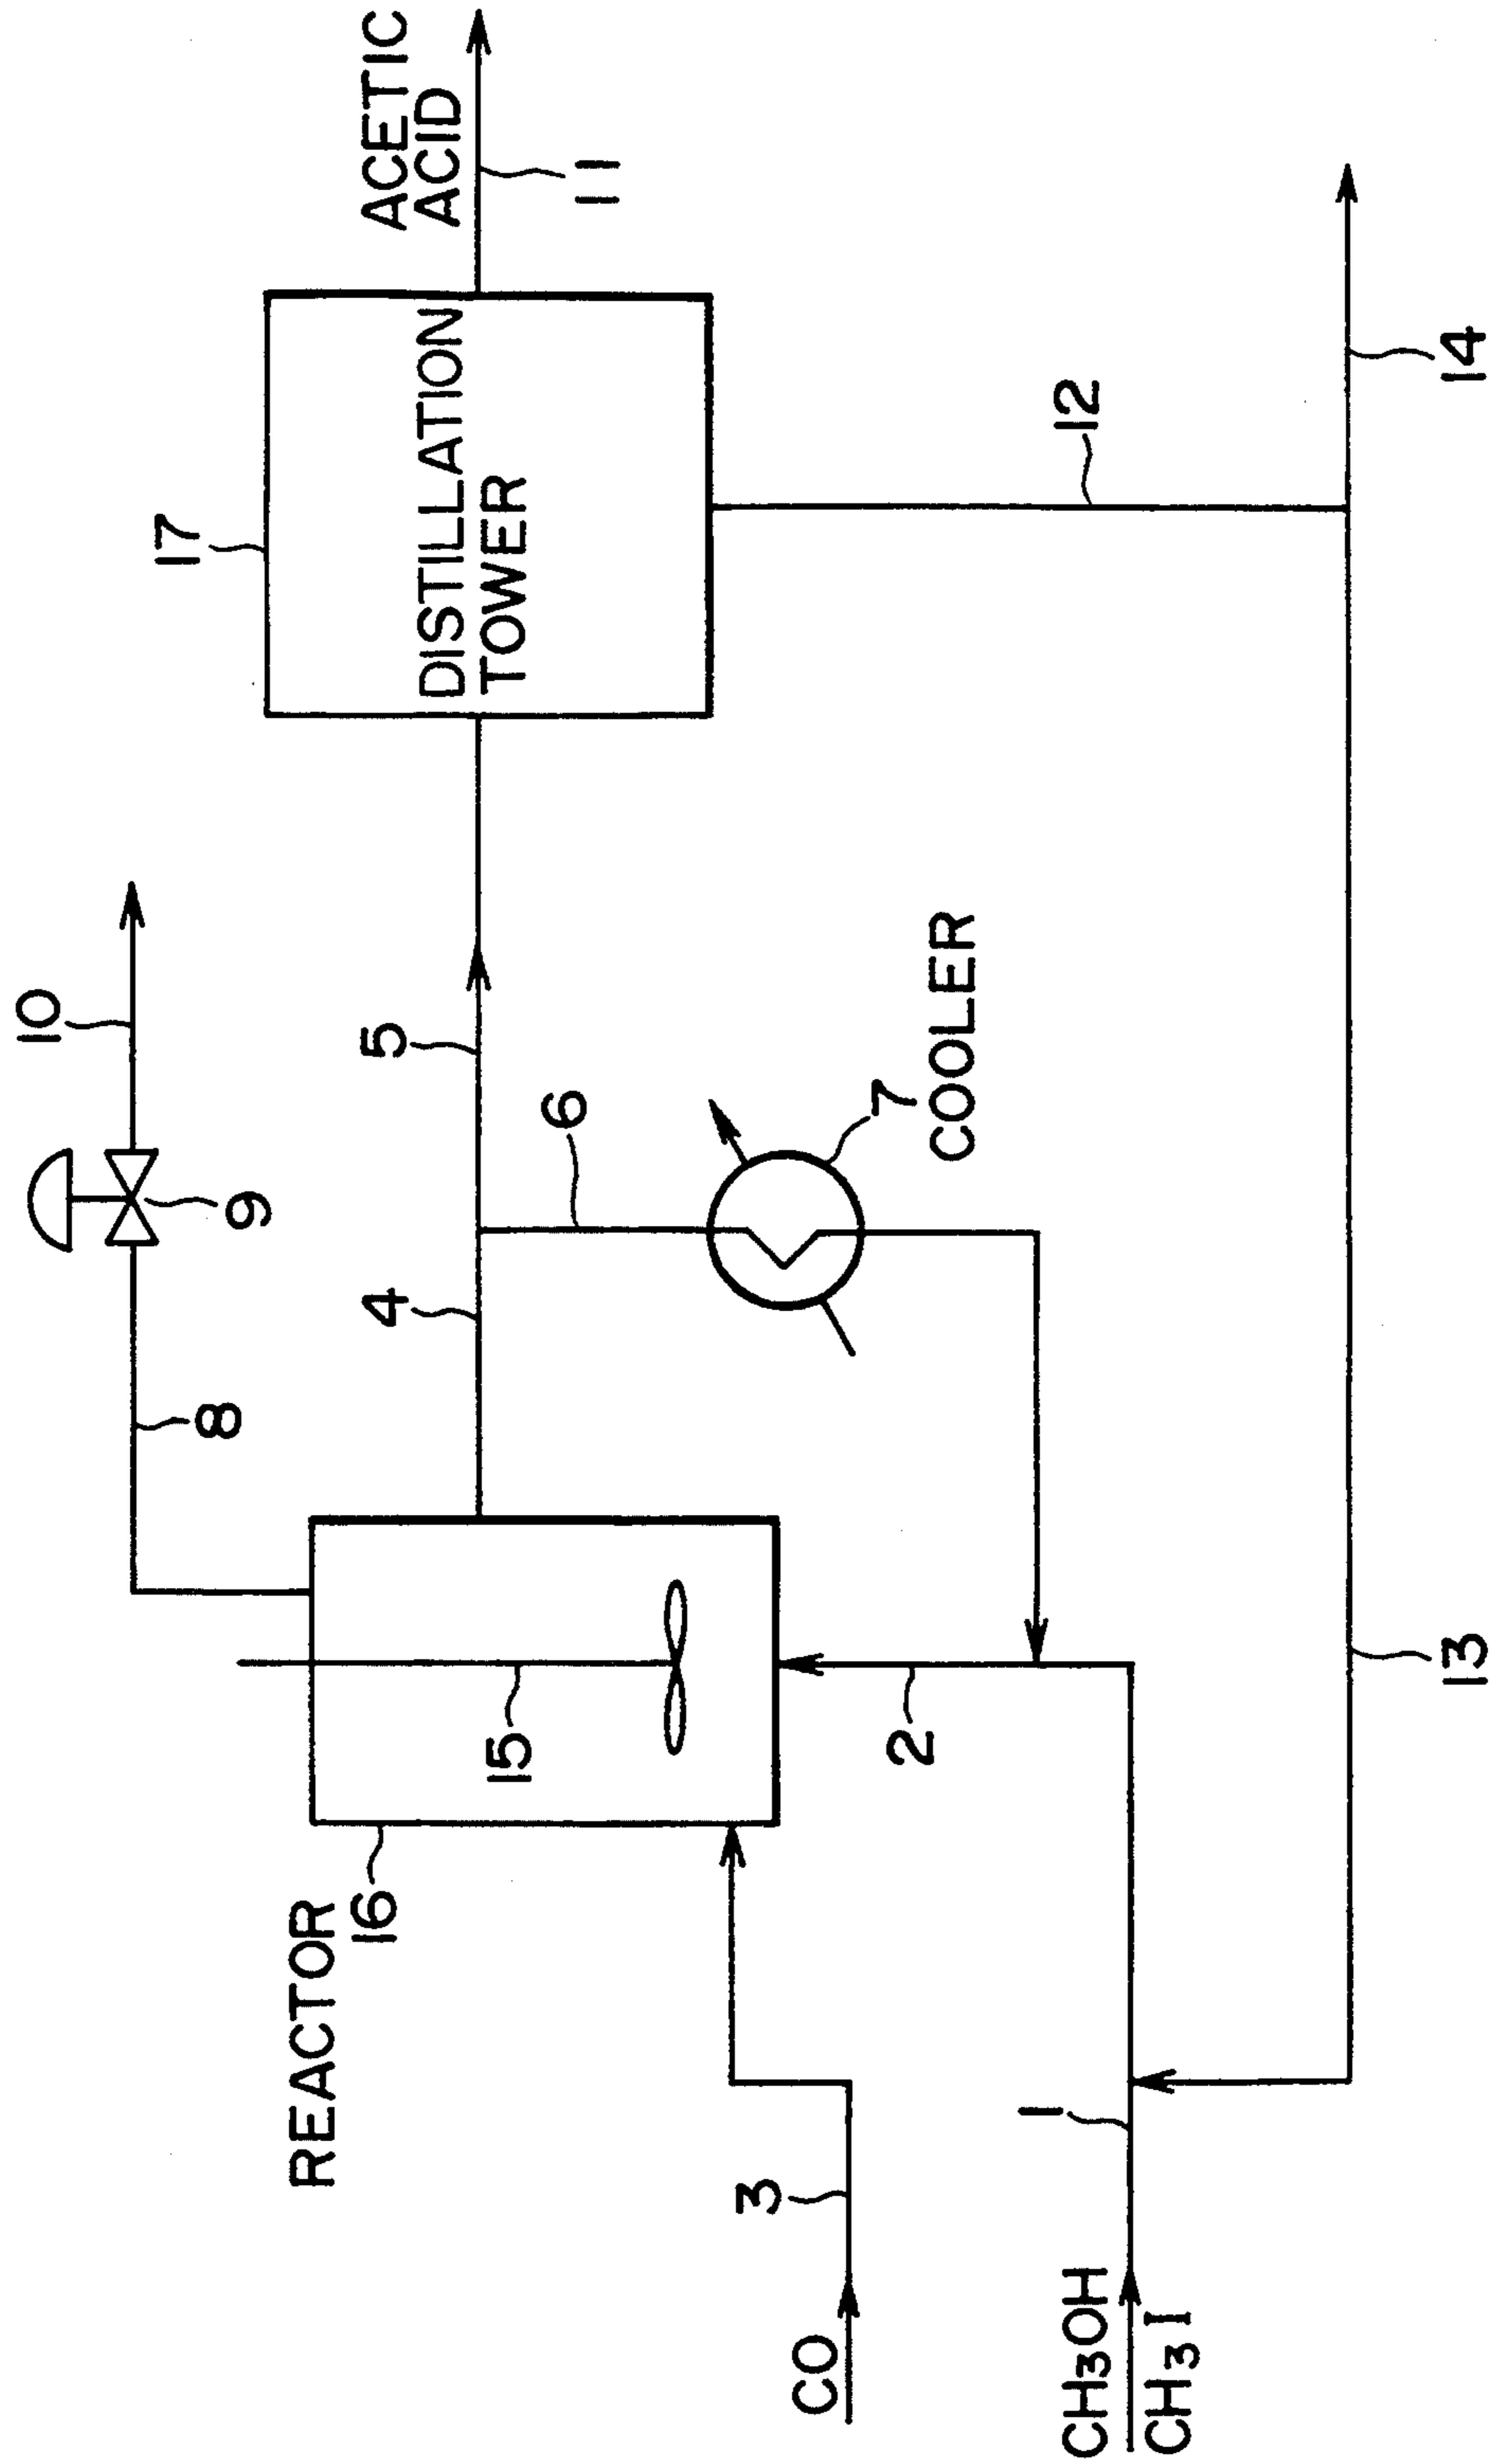 10
9
8
17
DISTILLATION
TOWER
ACETIC
ACID
11
REACTOR
16
15
4
5
6
7
COOLER
CO
3
2
12
CH3OH
CH3I
1
13
14